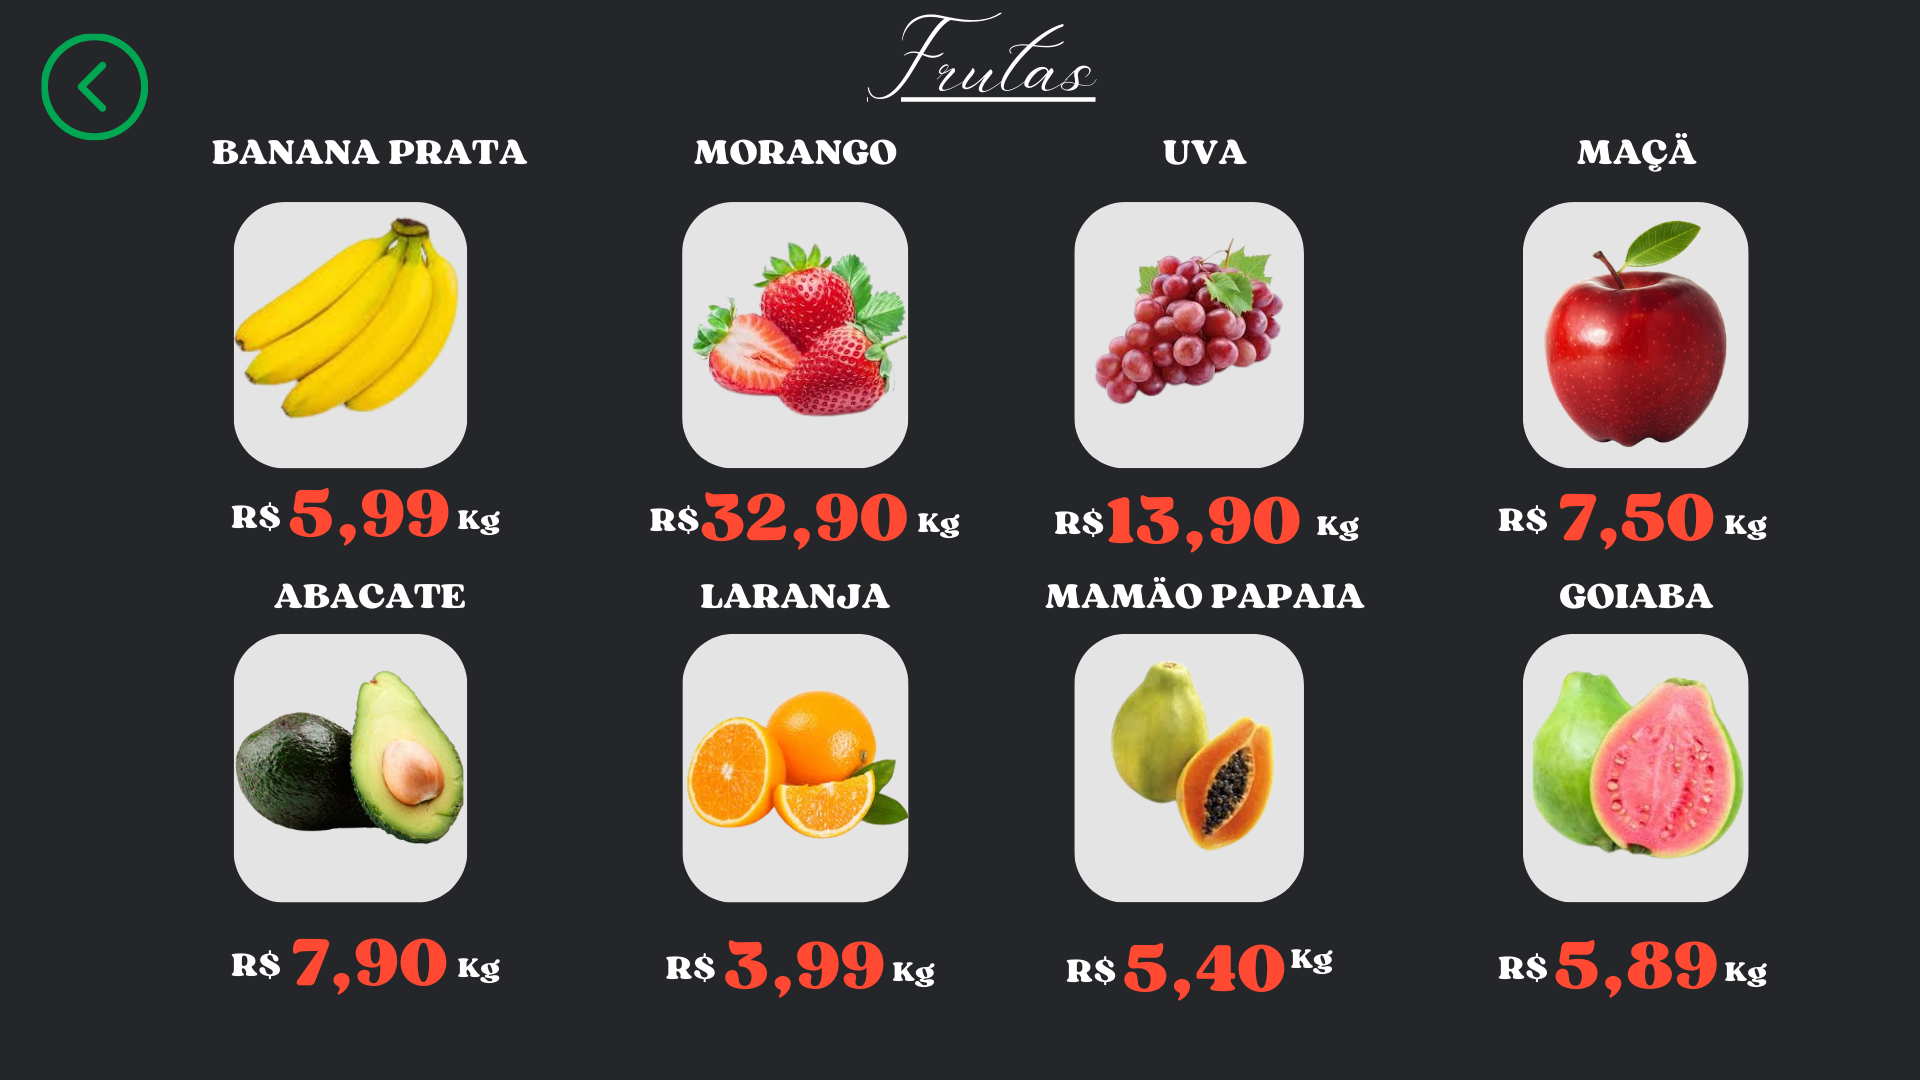 Frutas
BANANA PRATA
MORANGO
UVA
MAÇÄ
R$ 5,99 Kg
R$32,90 Kg
R$13,90 Kg
R$ 7,50 Kg
ABACATE
LARANJA
MAMÄO PAPAIA
GOIABA
R$ 7,90 Kg
R$ 3,99 Kg
R$ 5,40 Kg
R$ 5,89 Kg